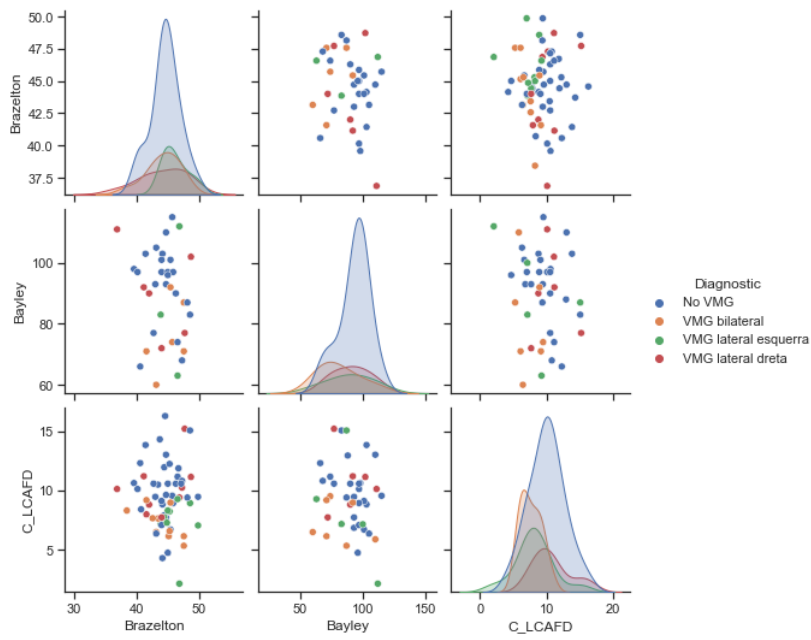 50.0
47.5
45.0
42.5
40.0
37.5
Brazelton
100
80
60
Bayley
Diagnostic
No VMG
VMG bilateral
VMG lateral esquerra
VMG lateral dreta
15
10
5
C_LCAFD
30 40 50
Brazelton
50 100 150
Bayley
0 10 20
C_LCAFD